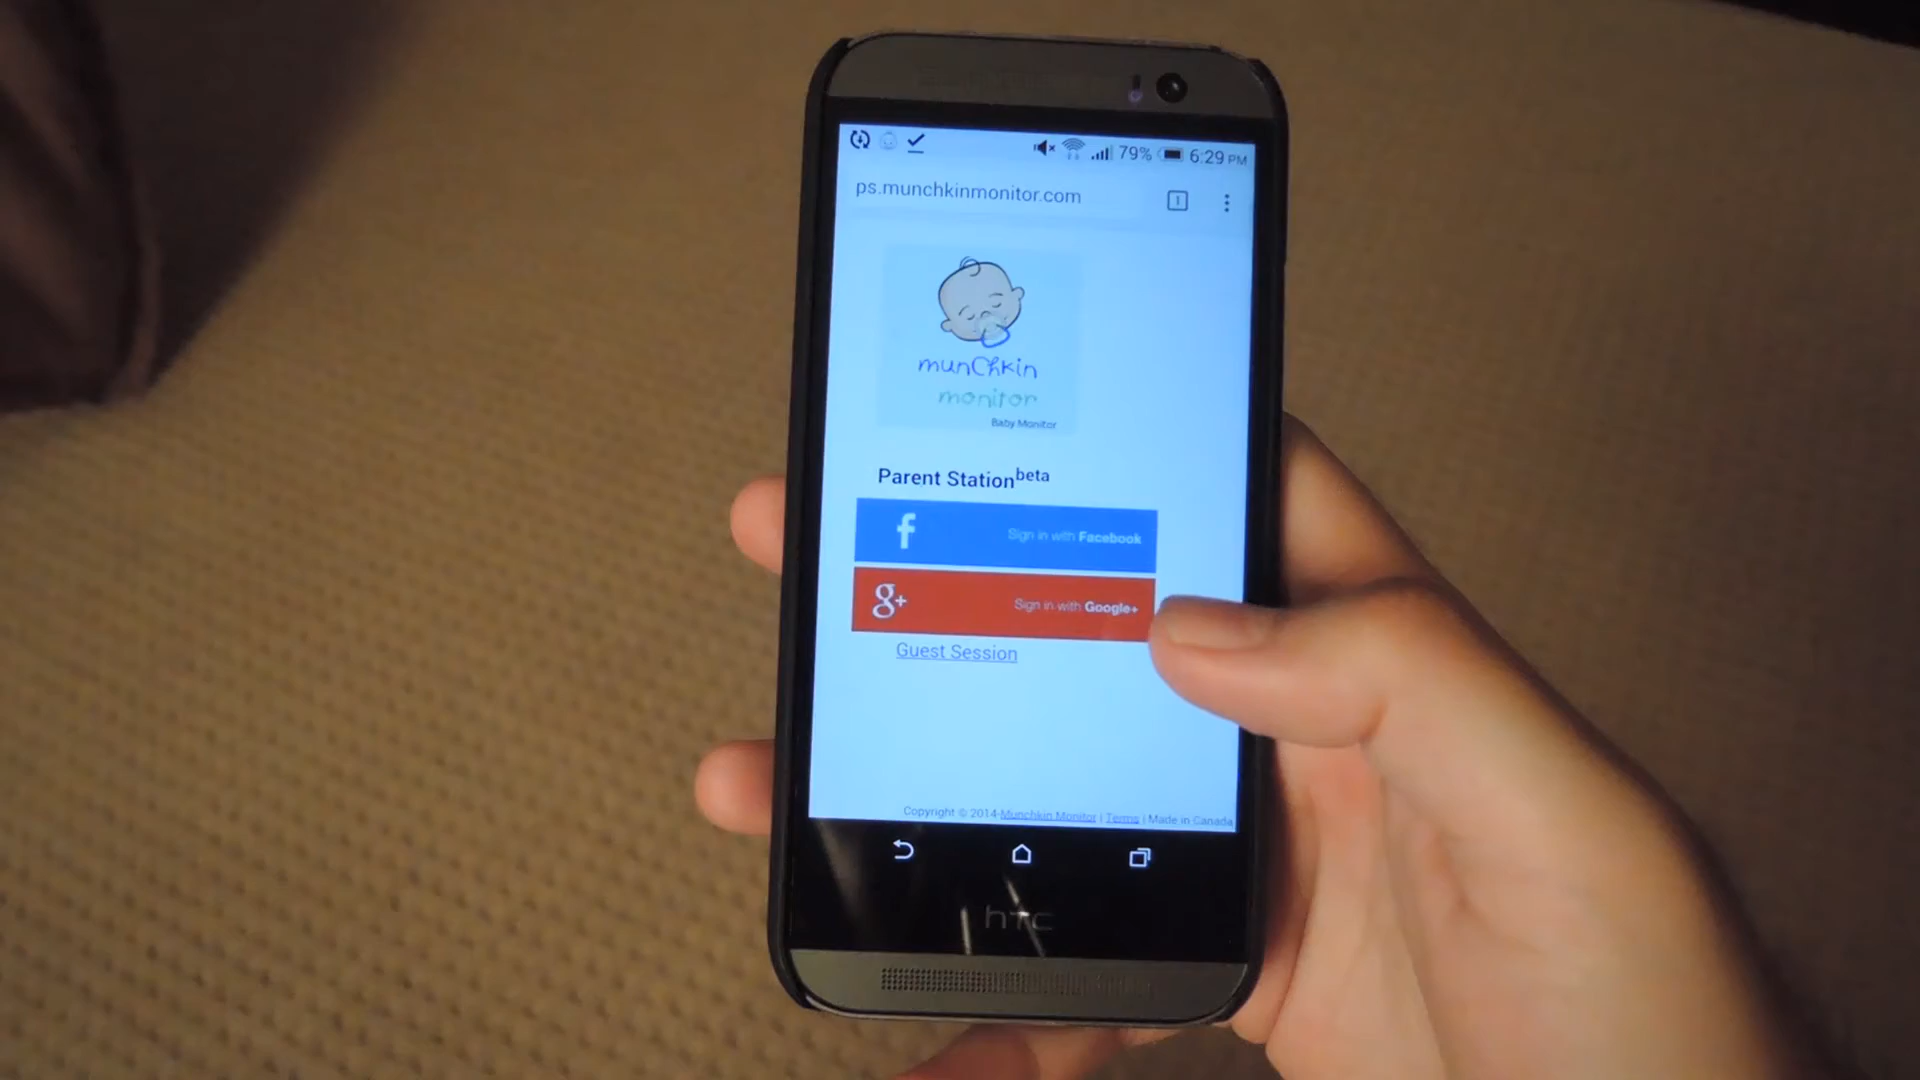 79% 6:29 PM
ps.munchkinmonitor.com
munChkin
monitor
Baby Monitor
Parent Station beta
f Sign in with Facebook
g+ Sign in with Google+
Guest Session
Copyright © 2014 Munchkin Monitor | Terms | Made in Canada
hTC